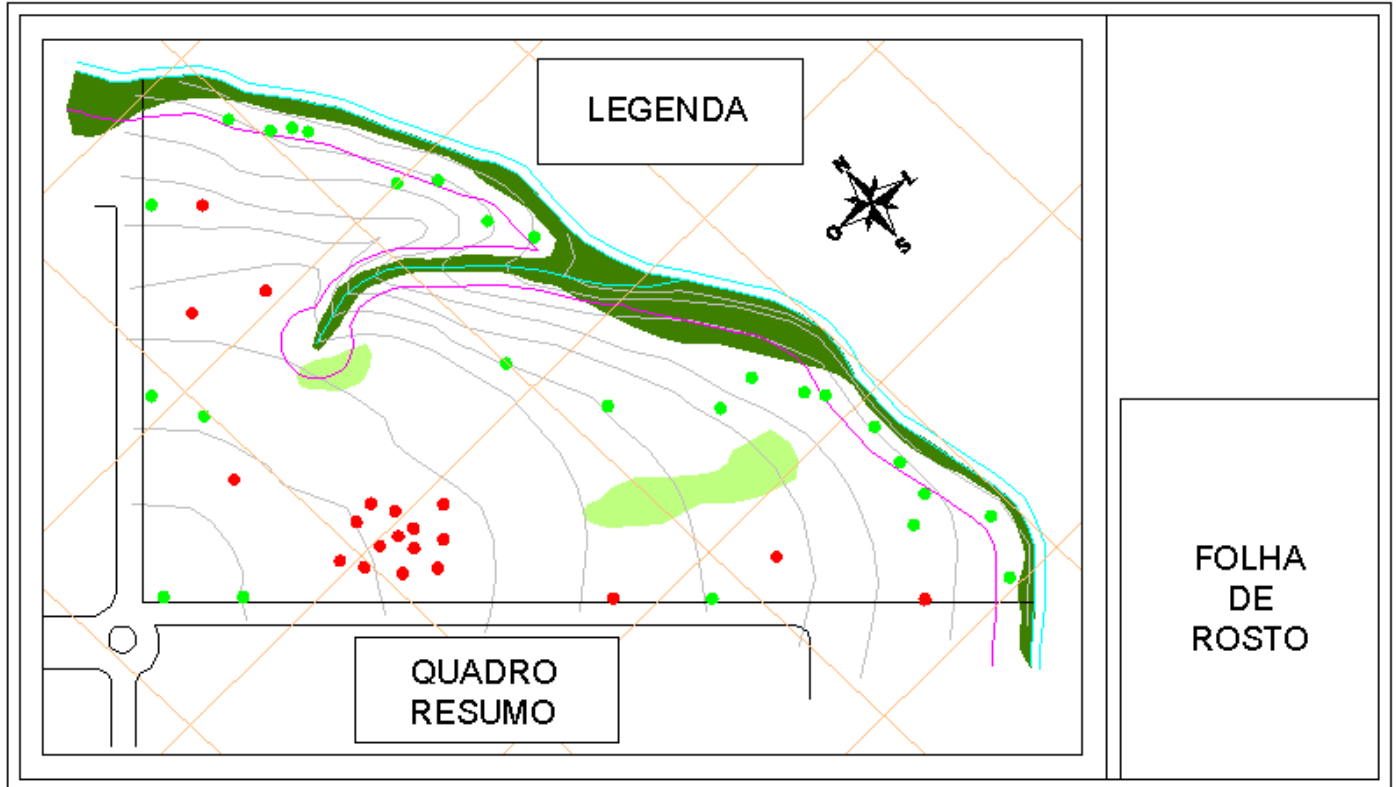 LEGENDA
N
L
O
S
QUADRO
RESUMO
FOLHA
DE
ROSTO